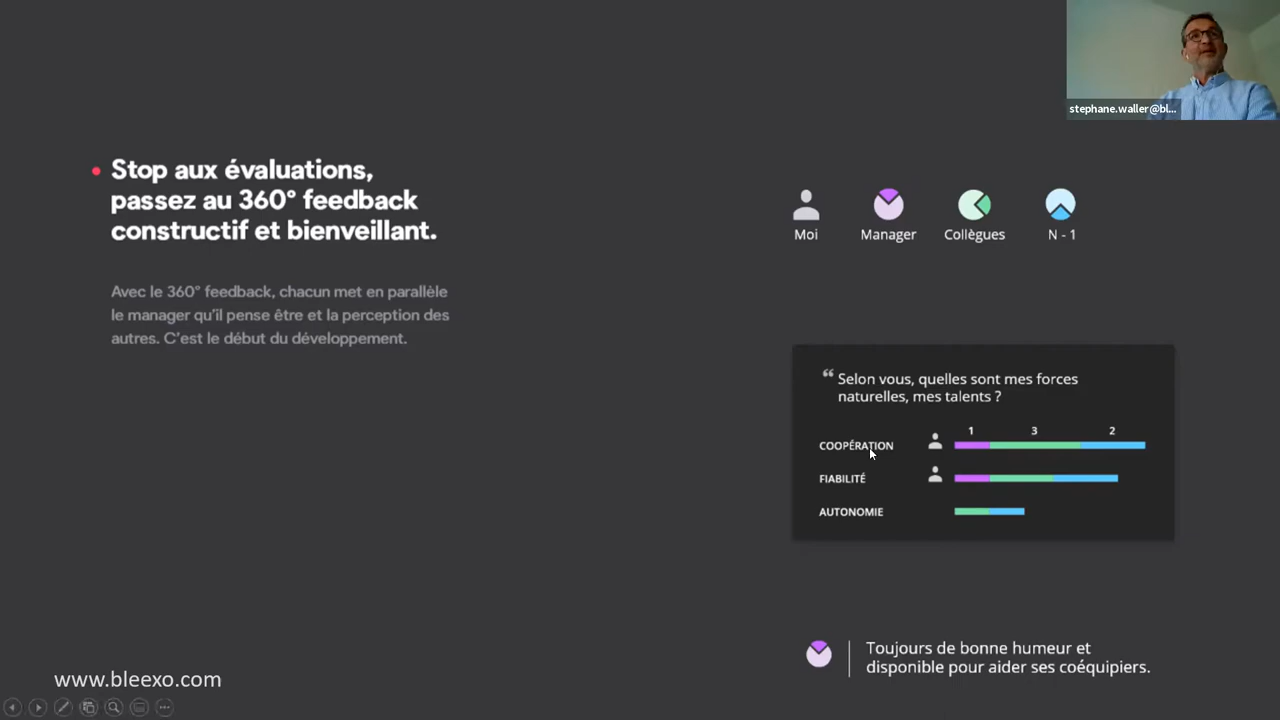 stephane.waller@bl...
Stop aux évaluations,
passez au 360° feedback
constructif et bienveillant.
Avec le 360° feedback, chacun met en parallèle
le manager qu'il pense être et la perception des
autres. C'est le début du développement.
Moi
Manager
Collègues
N - 1
“ Selon vous, quelles sont mes forces
naturelles, mes talents ?
1 3 2
COOPÉRATION
FIABILITÉ
AUTONOMIE
Toujours de bonne humeur et
disponible pour aider ses coéquipiers.
www.bleexo.com